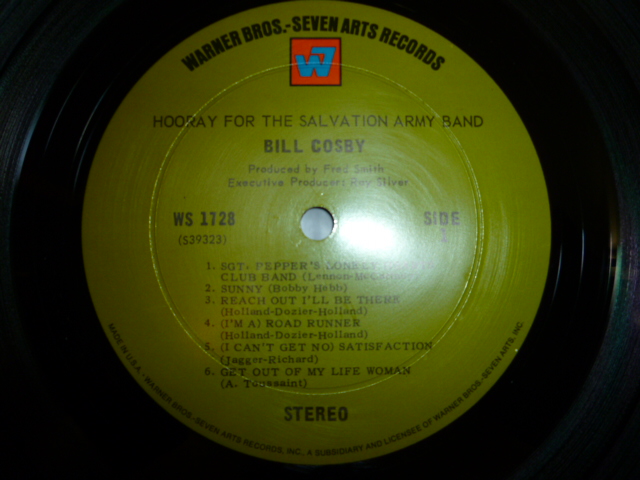 WARNER BROS.-SEVEN ARTS RECORDS
W7
HOORAY FOR THE SALVATION ARMY BAND
BILL COSBY
Produced by Fred Smith
Executive Producer: Roy Silver
WS 1728
SIDE
(S39323)
1. SGT. PEPPER'S LONELY
CLUB BAND (Lennon-McCartney)
2. SUNNY (Bobby Hebb)
3. REACH OUT I'LL BE THERE
(Holland-Dozier-Holland)
4. (I'M A) ROAD RUNNER
(Holland-Dozier-Holland)
5. (I CAN'T GET NO) SATISFACTION
(Jagger-Richard)
6. GET OUT OF MY LIFE WOMAN
(A. Toussaint)
STEREO
MADE IN U.S.A. - WARNER BROS.-SEVEN ARTS RECORDS, INC., A SUBSIDIARY AND LICENSEE OF WARNER BROS.-SEVEN ARTS, INC.